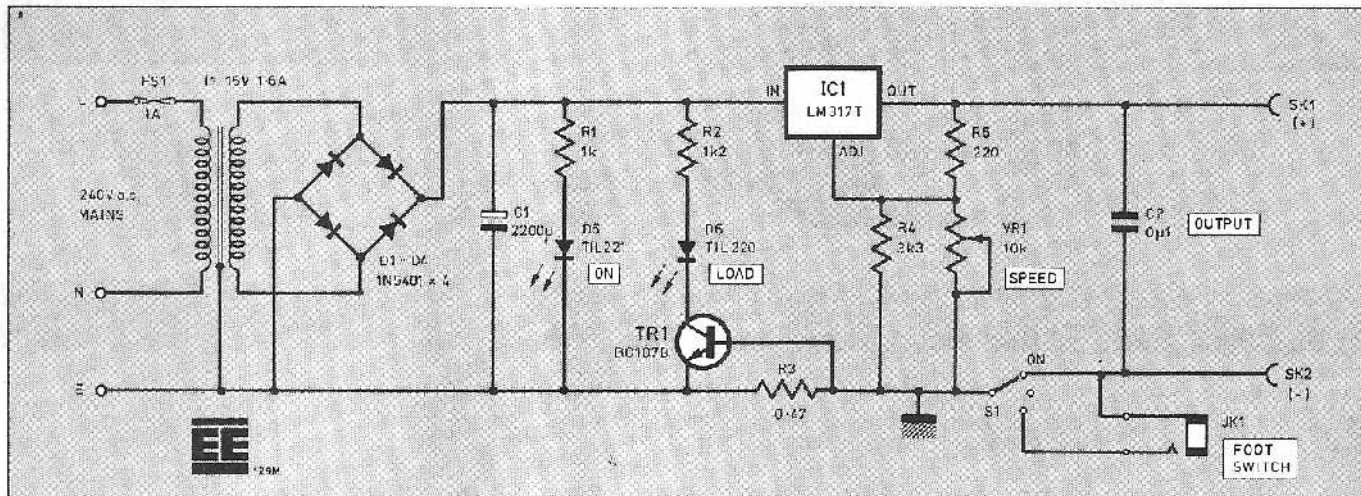 FS1
1A
15V 1·6A
L
240V a.c.
MAINS
N
E
D1 - D4
1N5401 × 4
C1
2200µ
R1
1k
D5
TIL221
ON
R2
1k2
D6
TIL220
LOAD
TR1
BC107B
R3
0·47
IN
IC1
LM317T
OUT
ADJ
R5
220
R4
3k3
VR1
10k
SPEED
C2
0µ1
OUTPUT
SK1
(+)
ON
S1
SK2
(-)
JK1
FOOT
SWITCH
EE